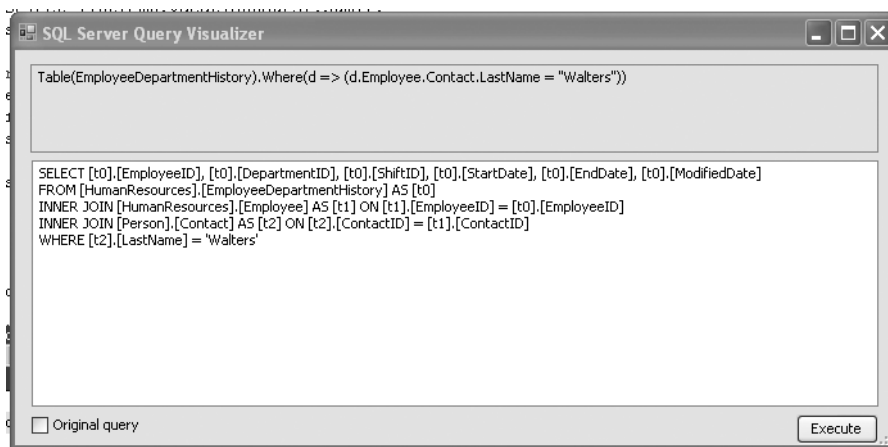 SQL Server Query Visualizer
Table(EmployeeDepartmentHistory).Where(d => (d.Employee.Contact.LastName = "Walters"))
SELECT [t0].[EmployeeID], [t0].[DepartmentID], [t0].[ShiftID], [t0].[StartDate], [t0].[EndDate], [t0].[ModifiedDate]
FROM [HumanResources].[EmployeeDepartmentHistory] AS [t0]
INNER JOIN [HumanResources].[Employee] AS [t1] ON [t1].[EmployeeID] = [t0].[EmployeeID]
INNER JOIN [Person].[Contact] AS [t2] ON [t2].[ContactID] = [t1].[ContactID]
WHERE [t2].[LastName] = 'Walters'
Original query
Execute